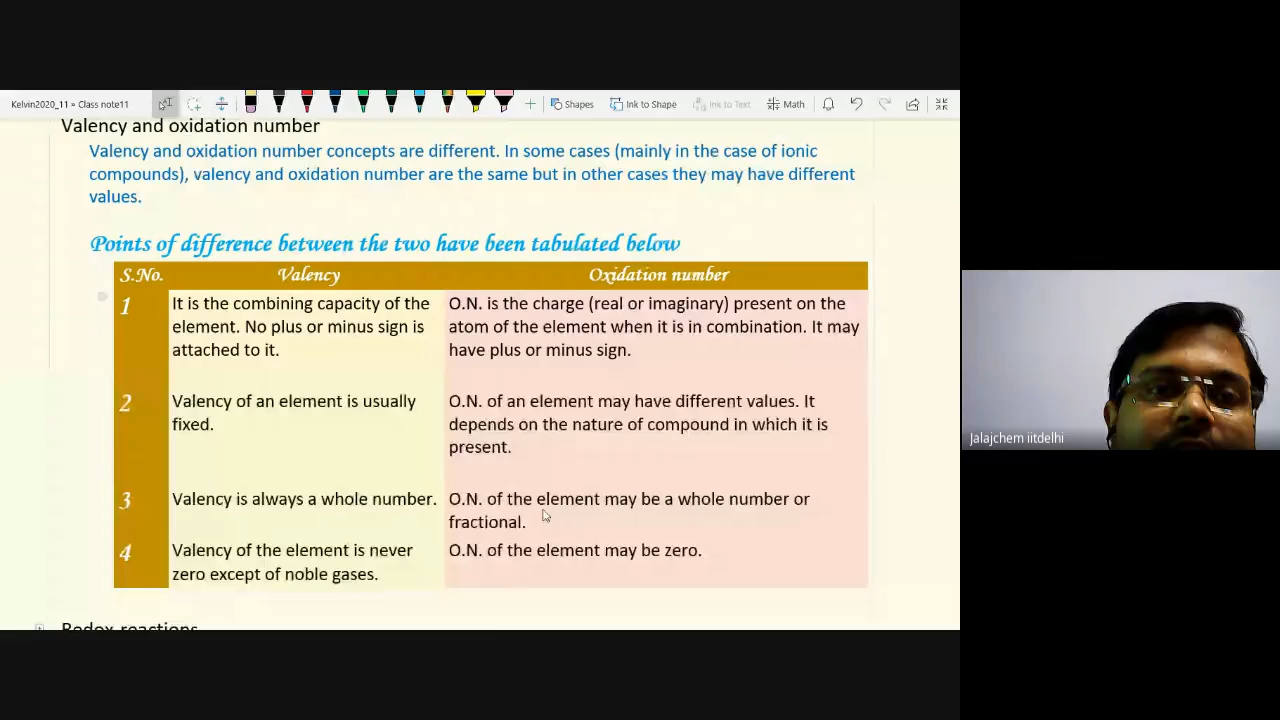 Kelvin2020_11 » Class note11
Shapes
Ink to Shape
Ink to Text
Math
Valency and oxidation number
Valency and oxidation number concepts are different. In some cases (mainly in the case of ionic
compounds), valency and oxidation number are the same but in other cases they may have different
values.
Points of difference between the two have been tabulated below
S.No. Valency Oxidation number
1
It is the combining capacity of the
element. No plus or minus sign is
attached to it.
O.N. is the charge (real or imaginary) present on the
atom of the element when it is in combination. It may
have plus or minus sign.
2
Valency of an element is usually
fixed.
O.N. of an element may have different values. It
depends on the nature of compound in which it is
present.
3
Valency is always a whole number.
O.N. of the element may be a whole number or
fractional.
4
Valency of the element is never
zero except of noble gases.
O.N. of the element may be zero.
Redox reactions
Jalajchem iitdelhi